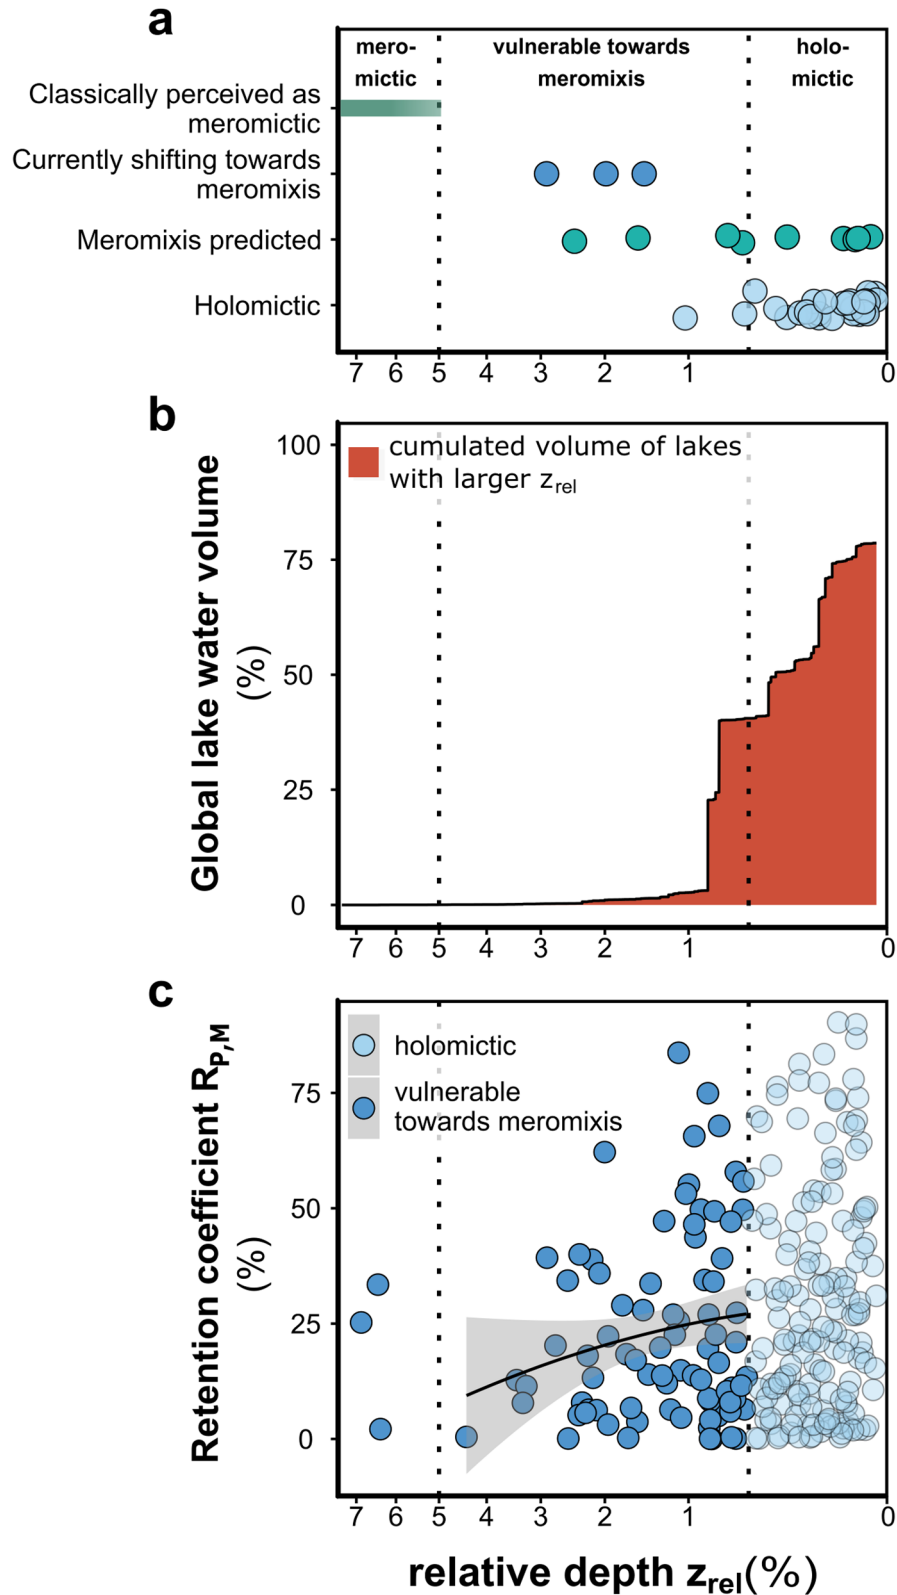 a
mero-
mictic
vulnerable towards
meromixis
holo-
mictic
Classically perceived as
meromictic
Currently shifting towards
meromixis
Meromixis predicted
Holomictic
7 6 5 4 3 2 1 0
b
Global lake water volume
(%)
100
75
50
25
0
cumulated volume of lakes
with larger zrel
7 6 5 4 3 2 1 0
c
Retention coefficient RP,M
(%)
75
50
25
0
holomictic
vulnerable
towards meromixis
7 6 5 4 3 2 1 0
relative depth zrel(%)